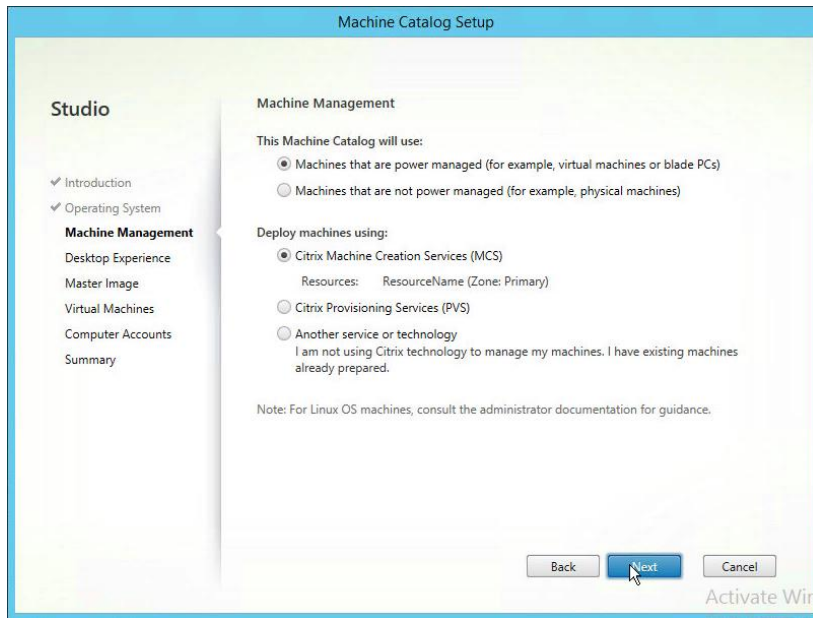 Machine Catalog Setup
Studio
Introduction
Operating System
Machine Management
Desktop Experience
Master Image
Virtual Machines
Computer Accounts
Summary
Machine Management
This Machine Catalog will use:
Machines that are power managed (for example, virtual machines or blade PCs)
Machines that are not power managed (for example, physical machines)
Deploy machines using:
Citrix Machine Creation Services (MCS)
Resources: ResourceName (Zone: Primary)
Citrix Provisioning Services (PVS)
Another service or technology
I am not using Citrix technology to manage my machines. I have existing machines
already prepared.
Note: For Linux OS machines, consult the administrator documentation for guidance.
Back Next Cancel
Activate Wi